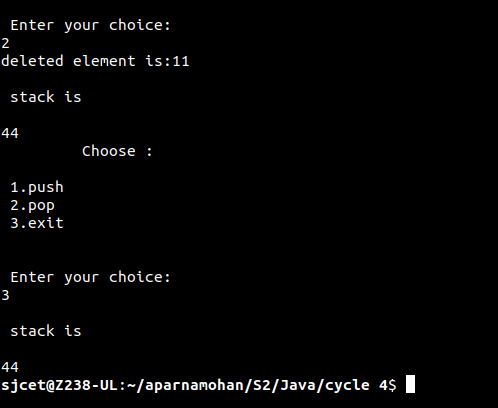 Enter your choice:
2
deleted element is:11
stack is
44
Choose :
1.push
2.pop
3.exit
Enter your choice:
3
stack is
44
sjcet@Z238-UL:~/aparnamohan/S2/Java/cycle 4$